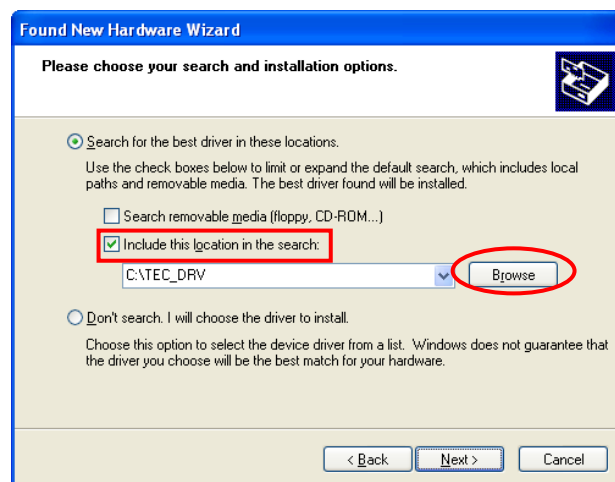 Found New Hardware Wizard
Please choose your search and installation options.
Search for the best driver in these locations.
Use the check boxes below to limit or expand the default search, which includes local
paths and removable media. The best driver found will be installed.
Search removable media (floppy, CD-ROM...)
Include this location in the search:
C:\TEC_DRV
Browse
Don't search. I will choose the driver to install.
Choose this option to select the device driver from a list. Windows does not guarantee that
the driver you choose will be the best match for your hardware.
< Back
Next >
Cancel